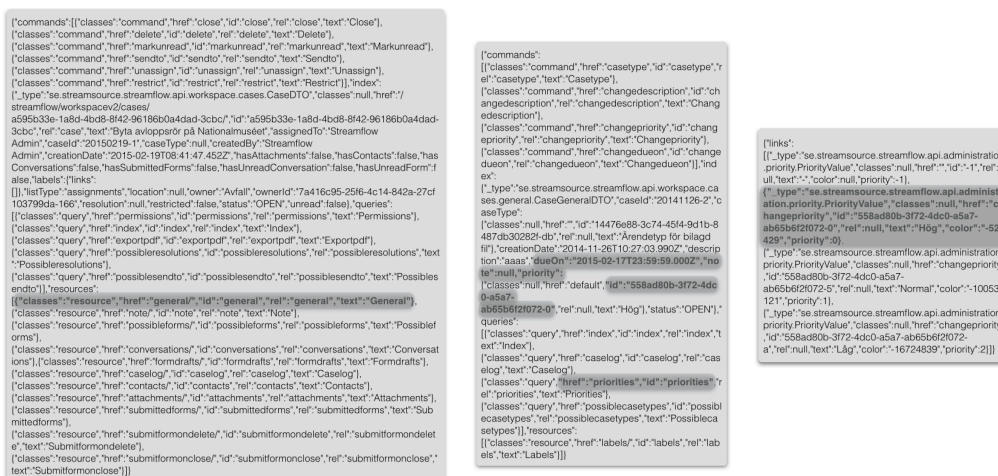 {"commands":[{"classes":"command","href":"close","id":"close","rel":"close","text":"Close"},
{"classes":"command","href":"delete","id":"delete","rel":"delete","text":"Delete"},
{"classes":"command","href":"markunread","id":"markunread","rel":"markunread","text":"Markunread"},
{"classes":"command","href":"sendto","id":"sendto","rel":"sendto","text":"Sendto"},
{"classes":"command","href":"unassign","id":"unassign","rel":"unassign","text":"Unassign"},
{"classes":"command","href":"restrict","id":"restrict","rel":"restrict","text":"Restrict"}],"index":
{"_type":"se.streamsource.streamflow.api.workspace.cases.CaseDTO","classes":null,"href":"/
streamflow/workspacev2/cases/
a595b33e-1a8d-4bd8-8f42-96186b0a4dad-3cbc/","id":"a595b33e-1a8d-4bd8-8f42-96186b0a4dad-
3cbc","rel":"case","text":"Byta avloppsrör på Nationalmuséet","assignedTo":"Streamflow
Admin","caseId":"20150219-1","caseType":null,"createdBy":"Streamflow
Admin","creationDate":"2015-02-19T08:41:47.452Z","hasAttachments":false,"hasContacts":false,"has
Conversations":false,"hasSubmittedForms":false,"hasUnreadConversation":false,"hasUnreadForm":f
alse,"labels":{"links":
[]},"listType":"assignments","location":null,"owner":"Avfall","ownerId":"7a416c95-25f6-4c14-842a-27cf
103799da-166","resolution":null,"restricted":false,"status":"OPEN","unread":false},"queries":
[{"classes":"query","href":"permissions","id":"permissions","rel":"permissions","text":"Permissions"},
{"classes":"query","href":"index","id":"index","rel":"index","text":"Index"},
{"classes":"query","href":"exportpdf","id":"exportpdf","rel":"exportpdf","text":"Exportpdf"},
{"classes":"query","href":"possibleresolutions","id":"possibleresolutions","rel":"possibleresolutions","text
":"Possibleresolutions"},
{"classes":"query","href":"possiblesendto","id":"possiblesendto","rel":"possiblesendto","text":"Possibles
endto"}],"resources":
[{"classes":"resource","href":"general/","id":"general","rel":"general","text":"General"},
{"classes":"resource","href":"note/","id":"note","rel":"note","text":"Note"},
{"classes":"resource","href":"possibleforms/","id":"possibleforms","rel":"possibleforms","text":"Possiblef
orms"},
{"classes":"resource","href":"conversations/","id":"conversations","rel":"conversations","text":"Conversat
ions"},{"classes":"resource","href":"formdrafts/","id":"formdrafts","rel":"formdrafts","text":"Formdrafts"},
{"classes":"resource","href":"caselog/","id":"caselog","rel":"caselog","text":"Caselog"},
{"classes":"resource","href":"contacts/","id":"contacts","rel":"contacts","text":"Contacts"},
{"classes":"resource","href":"attachments/","id":"attachments","rel":"attachments","text":"Attachments"},
{"classes":"resource","href":"submittedforms/","id":"submittedforms","rel":"submittedforms","text":"Sub
mittedforms"},
{"classes":"resource","href":"submitformondelete/","id":"submitformondelete","rel":"submitformondelet
e","text":"Submitformondelete"},
{"classes":"resource","href":"submitformonclose/","id":"submitformonclose","rel":"submitformonclose","
text":"Submitformonclose"}]}
{"commands":
[{"classes":"command","href":"casetype","id":"casetype","r
el":"casetype","text":"Casetype"},
{"classes":"command","href":"changedescription","id":"ch
angedescription","rel":"changedescription","text":"Chang
edescription"},
{"classes":"command","href":"changepriority","id":"chang
epriority","rel":"changepriority","text":"Changepriority"},
{"classes":"command","href":"changedueon","id":"change
dueon","rel":"changedueon","text":"Changedueon"}],"ind
ex":
{"_type":"se.streamsource.streamflow.api.workspace.ca
ses.general.CaseGeneralDTO","caseId":"20141126-2","c
aseType":
{"classes":null,"href":"","id":"14476e88-3c74-45f4-9d1b-8
487db30282f-db","rel":null,"text":"Ärendetyp för bilagd
fil"},"creationDate":"2014-11-26T10:27:03.990Z","descrip
tion":"aaas","dueOn":"2015-02-17T23:59:59.000Z","no
te":null,"priority":
{"classes":null,"href":"default","id":"558ad80b-3f72-4dc
0-a5a7-
ab65b6f2f072-0","rel":null,"text":"Hög"},"status":"OPEN"},"
queries":
[{"classes":"query","href":"index","id":"index","rel":"index","t
ext":"Index"},
{"classes":"query","href":"caselog","id":"caselog","rel":"cas
elog","text":"Caselog"},
{"classes":"query","href":"priorities","id":"priorities","r
el":"priorities","text":"Priorities"},
{"classes":"query","href":"possiblecasetypes","id":"possibl
ecasetypes","rel":"possiblecasetypes","text":"Possibleca
setypes"}],"resources":
[{"classes":"resource","href":"labels/","id":"labels","rel":"lab
els","text":"Labels"}]}
{"links":
[{"_type":"se.streamsource.streamflow.api.administration
.priority.PriorityValue","classes":null,"href":"","id":"-1","rel":
ull,"text":"-","color":null,"priority":-1},
{"_type":"se.streamsource.streamflow.api.administ
ation.priority.PriorityValue","classes":null,"href":"c
hangepriority","id":"558ad80b-3f72-4dc0-a5a7-
ab65b6f2f072-0","rel":null,"text":"Hög","color":"-52
429","priority":0},
{"_type":"se.streamsource.streamflow.api.administration
priority.PriorityValue","classes":null,"href":"changepriority
,"id":"558ad80b-3f72-4dc0-a5a7-
ab65b6f2f072-5","rel":null,"text":"Normal","color":"-10053
121","priority":1},
{"_type":"se.streamsource.streamflow.api.administration
priority.PriorityValue","classes":null,"href":"changepriority
,"id":"558ad80b-3f72-4dc0-a5a7-ab65b6f2f072-
a","rel":null,"text":"Låg","color":"-16724839","priority":2}]}